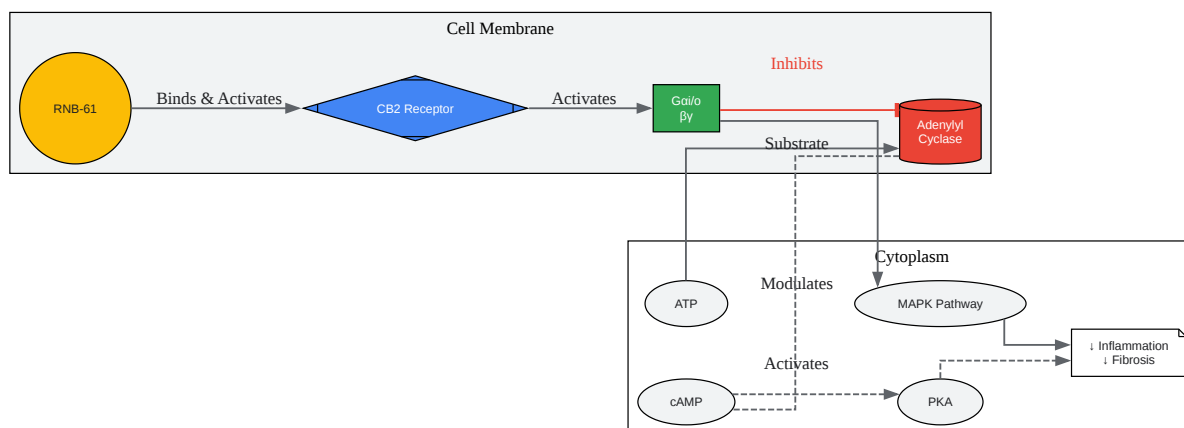 Cell Membrane
Inhibits
RNB-61
Binds & Activates
CB2 Receptor
Activates
Gαi/o
βγ
Adenylyl
Cyclase
Substrate
Cytoplasm
ATP
Modulates
MAPK Pathway
↓ Inflammation
↓ Fibrosis
Activates
cAMP
PKA